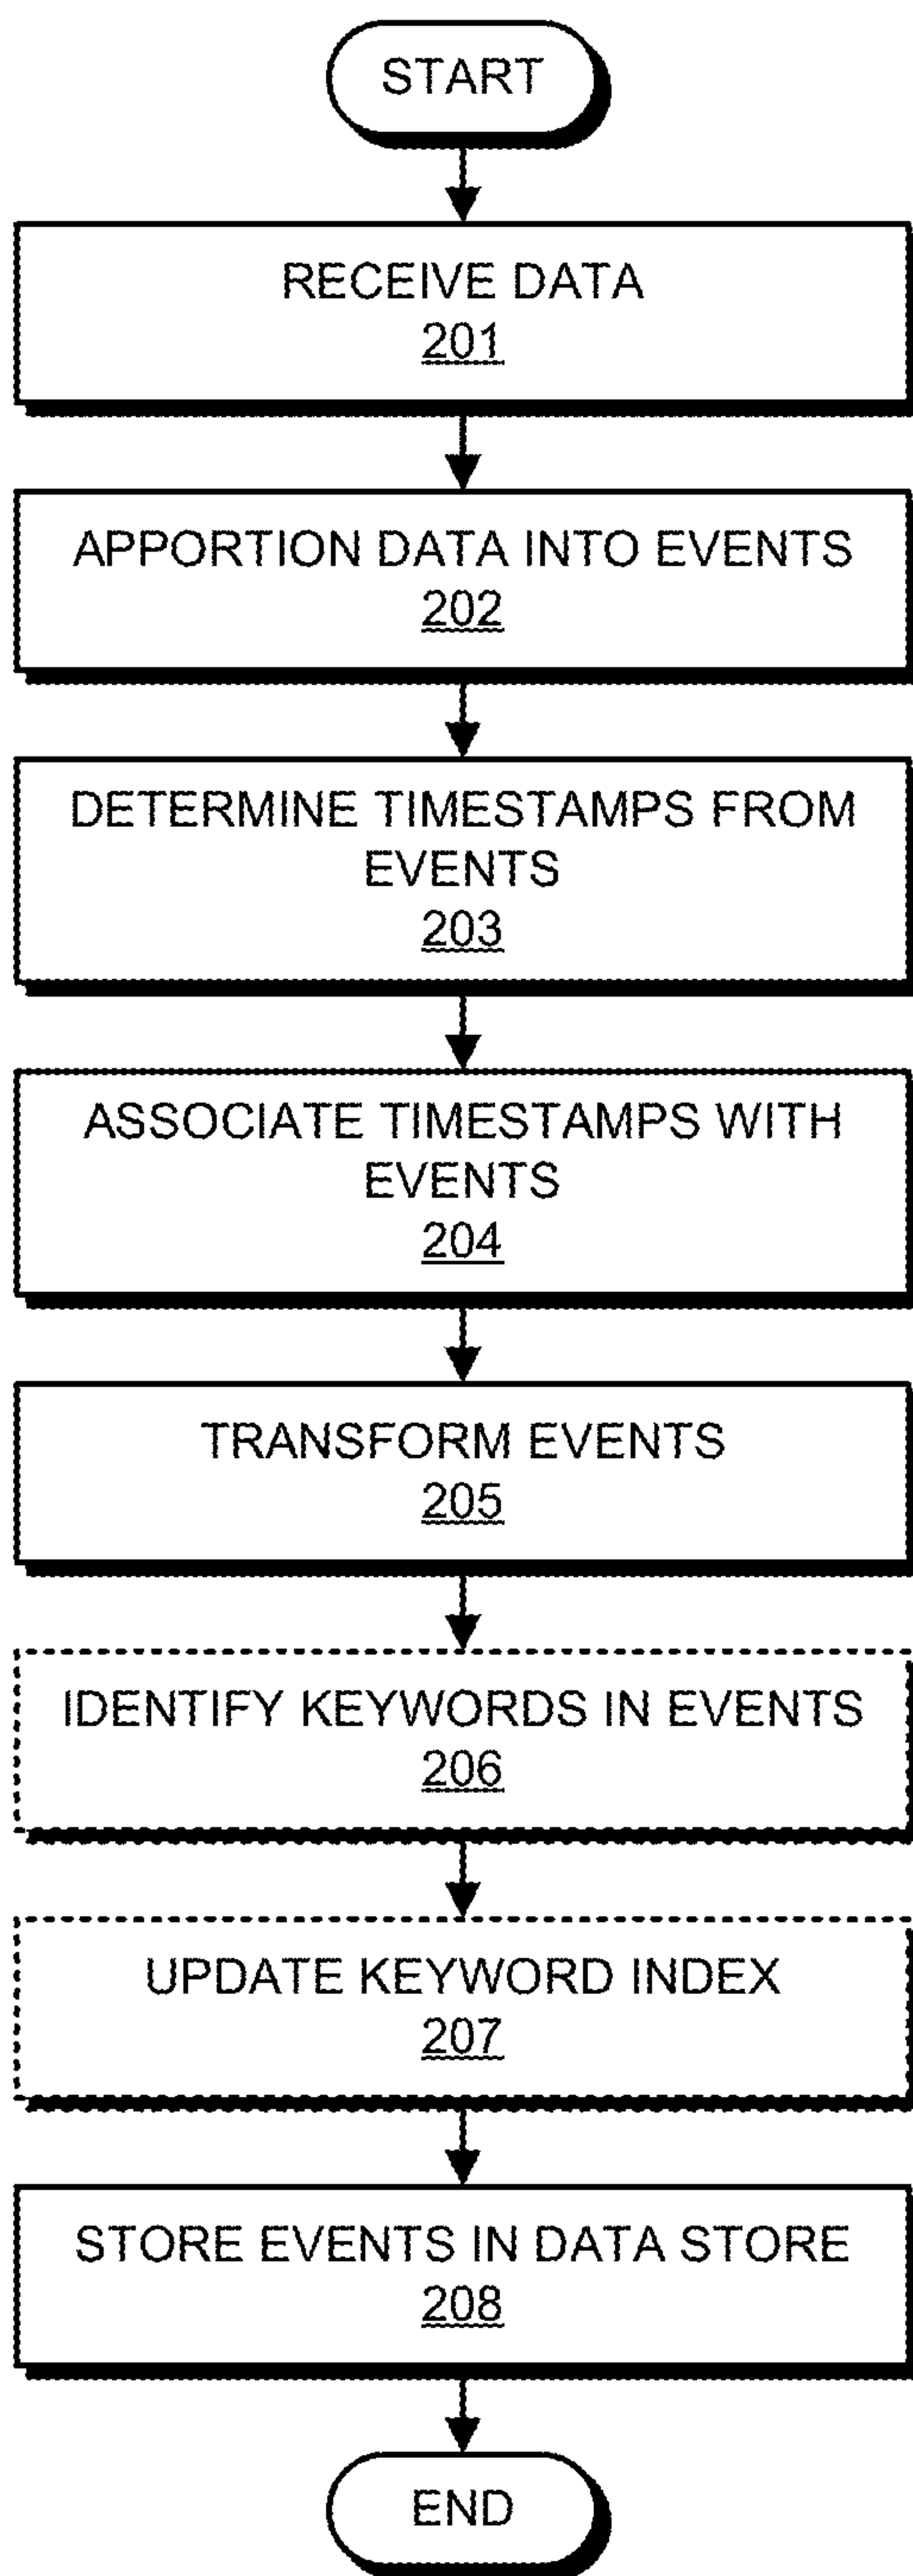 START
RECEIVE DATA
201
APPORTION DATA INTO EVENTS
202
DETERMINE TIMESTAMPS FROM
EVENTS
203
ASSOCIATE TIMESTAMPS WITH
EVENTS
204
TRANSFORM EVENTS
205
IDENTIFY KEYWORDS IN EVENTS
206
UPDATE KEYWORD INDEX
207
STORE EVENTS IN DATA STORE
208
END